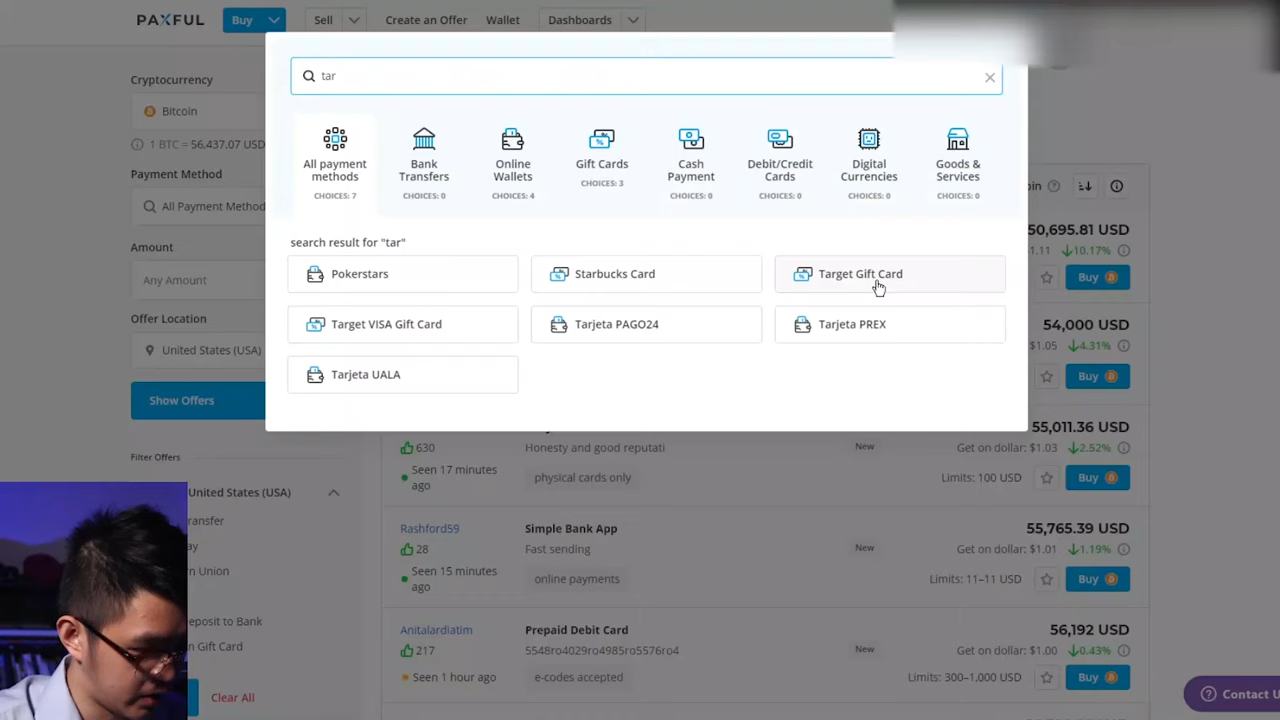 PAXFUL
Buy
Sell
Create an Offer
Wallet
Dashboards
tar
Cryptocurrency
Bitcoin
1 BTC = 56,437.07 USD
Payment Method
All Payment Method
Amount
Any Amount
Offer Location
United States (USA)
Show Offers
Filter Offers
United States (USA)
Clear All
All payment
methods
CHOICES: 7
Bank
Transfers
CHOICES: 0
Online
Wallets
CHOICES: 4
Gift Cards
CHOICES: 3
Cash
Payment
CHOICES: 0
Debit/Credit
Cards
CHOICES: 0
Digital
Currencies
CHOICES: 0
Goods &
Services
CHOICES: 0
search result for "tar"
Pokerstars
Starbucks Card
Target Gift Card
Target VISA Gift Card
Tarjeta PAGO24
Tarjeta PREX
Tarjeta UALA
50,695.81 USD
10.17%
Buy
54,000 USD
$1.05 4.31%
Buy
55,011.36 USD
630
Honesty and good reputati
New
Get on dollar: $1.03 2.52%
Seen 17 minutes
ago
physical cards only
Limits: 100 USD
Buy
Rashford59
Simple Bank App
55,765.39 USD
28
Fast sending
New
Get on dollar: $1.01 1.19%
Seen 15 minutes
ago
online payments
Limits: 11–11 USD
Buy
Anitalardiatim
Prepaid Debit Card
56,192 USD
217
5548ro4029ro4985ro5576ro4
New
Get on dollar: $1.00 0.43%
Seen 1 hour ago
e-codes accepted
Limits: 300–1,000 USD
Buy
Contact U